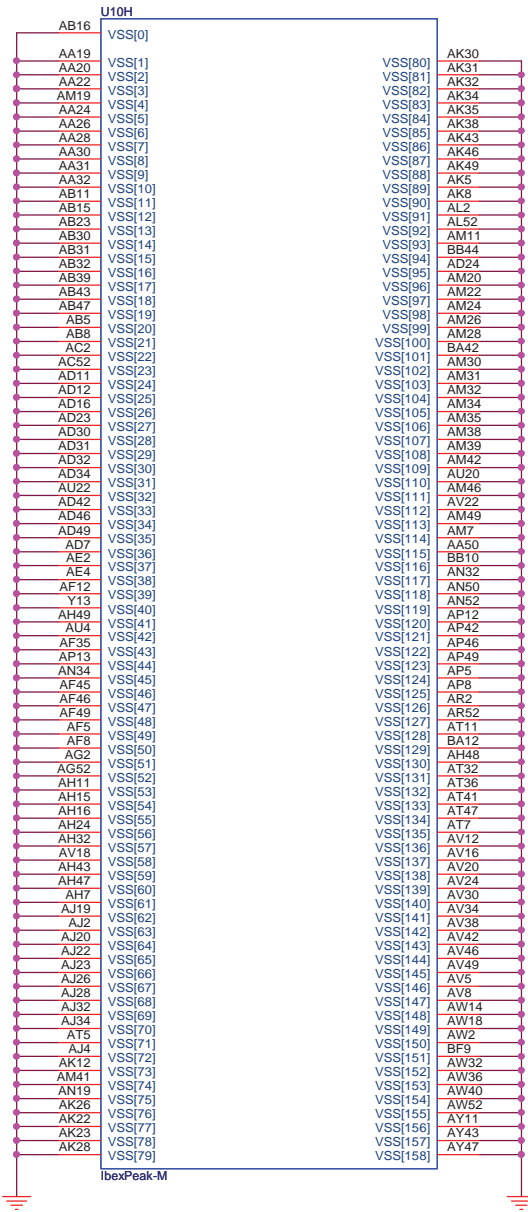 U10H
AB16 VSS[0]
AA19 VSS[1] VSS[80] AK30
AA20 VSS[2] VSS[81] AK31
AA22 VSS[3] VSS[82] AK32
AM19 VSS[4] VSS[83] AK34
AA24 VSS[5] VSS[84] AK35
AA26 VSS[6] VSS[85] AK38
AA28 VSS[7] VSS[86] AK43
AA30 VSS[8] VSS[87] AK46
AA31 VSS[9] VSS[88] AK49
AA32 VSS[10] VSS[89] AK5
AB11 VSS[11] VSS[90] AK8
AB15 VSS[12] VSS[91] AL2
AB23 VSS[13] VSS[92] AL52
AB30 VSS[14] VSS[93] AM11
AB31 VSS[15] VSS[94] BB44
AB32 VSS[16] VSS[95] AD24
AB39 VSS[17] VSS[96] AM20
AB43 VSS[18] VSS[97] AM22
AB47 VSS[19] VSS[98] AM24
AB5 VSS[20] VSS[99] AM26
AB8 VSS[21] VSS[100] AM28
AC2 VSS[22] VSS[101] BA42
AC52 VSS[23] VSS[102] AM30
AD11 VSS[24] VSS[103] AM31
AD12 VSS[25] VSS[104] AM32
AD16 VSS[26] VSS[105] AM34
AD23 VSS[27] VSS[106] AM35
AD30 VSS[28] VSS[107] AM38
AD31 VSS[29] VSS[108] AM39
AD32 VSS[30] VSS[109] AM42
AD34 VSS[31] VSS[110] AU20
AU22 VSS[32] VSS[111] AM46
AD42 VSS[33] VSS[112] AV22
AD46 VSS[34] VSS[113] AM49
AD49 VSS[35] VSS[114] AM7
AD7 VSS[36] VSS[115] AA50
AE2 VSS[37] VSS[116] BB10
AE4 VSS[38] VSS[117] AN32
AF12 VSS[39] VSS[118] AN50
Y13 VSS[40] VSS[119] AN52
AH49 VSS[41] VSS[120] AP12
AU4 VSS[42] VSS[121] AP42
AF35 VSS[43] VSS[122] AP46
AP13 VSS[44] VSS[123] AP49
AN34 VSS[45] VSS[124] AP5
AF45 VSS[46] VSS[125] AP8
AF46 VSS[47] VSS[126] AR2
AF49 VSS[48] VSS[127] AR52
AF5 VSS[49] VSS[128] AT11
AF8 VSS[50] VSS[129] BA12
AG2 VSS[51] VSS[130] AH48
AG52 VSS[52] VSS[131] AT32
AH11 VSS[53] VSS[132] AT36
AH15 VSS[54] VSS[133] AT41
AH16 VSS[55] VSS[134] AT47
AH24 VSS[56] VSS[135] AT7
AH32 VSS[57] VSS[136] AV12
AV18 VSS[58] VSS[137] AV16
AH43 VSS[59] VSS[138] AV20
AH47 VSS[60] VSS[139] AV24
AH7 VSS[61] VSS[140] AV30
AJ19 VSS[62] VSS[141] AV34
AJ2 VSS[63] VSS[142] AV38
AJ20 VSS[64] VSS[143] AV42
AJ22 VSS[65] VSS[144] AV46
AJ23 VSS[66] VSS[145] AV49
AJ26 VSS[67] VSS[146] AV5
AJ28 VSS[68] VSS[147] AV8
AJ32 VSS[69] VSS[148] AW14
AJ34 VSS[70] VSS[149] AW18
AT5 VSS[71] VSS[150] AW2
AJ4 VSS[72] VSS[151] BF9
AK12 VSS[73] VSS[152] AW32
AM41 VSS[74] VSS[153] AW36
AN19 VSS[75] VSS[154] AW40
AK26 VSS[76] VSS[155] AW52
AK22 VSS[77] VSS[156] AY11
AK23 VSS[78] VSS[157] AY43
AK28 VSS[79] VSS[158] AY47
IbexPeak-M